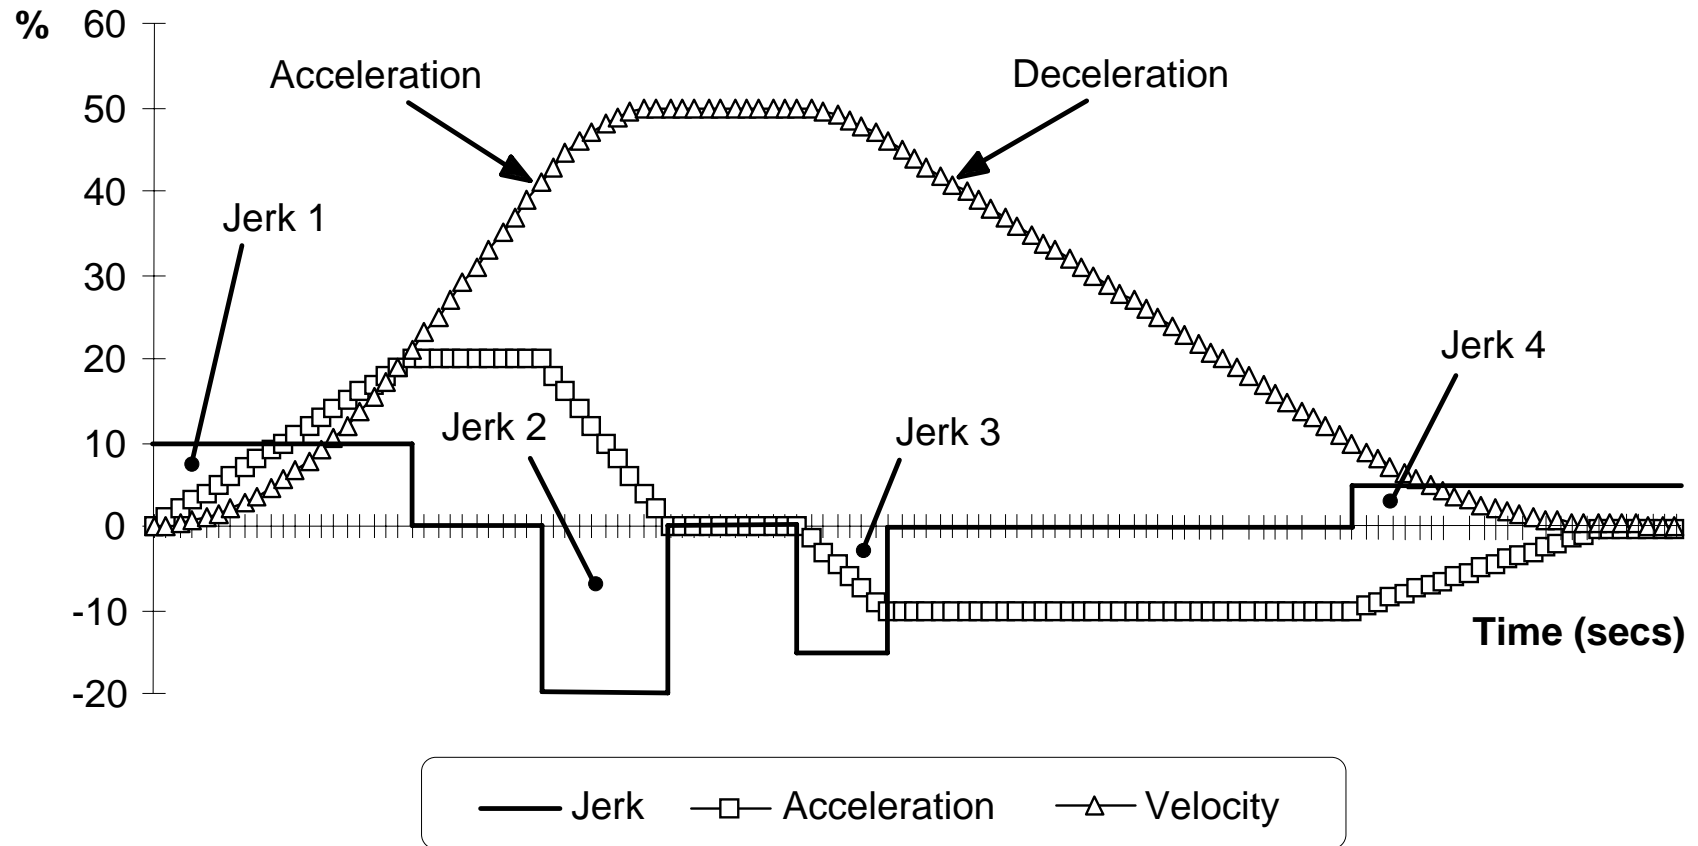 %
60
Acceleration
Deceleration
50
40
Jerk 1
30
20
Jerk 4
10
Jerk 2
Jerk 3
0
-10
Time (secs)
-20
Jerk Acceleration Velocity